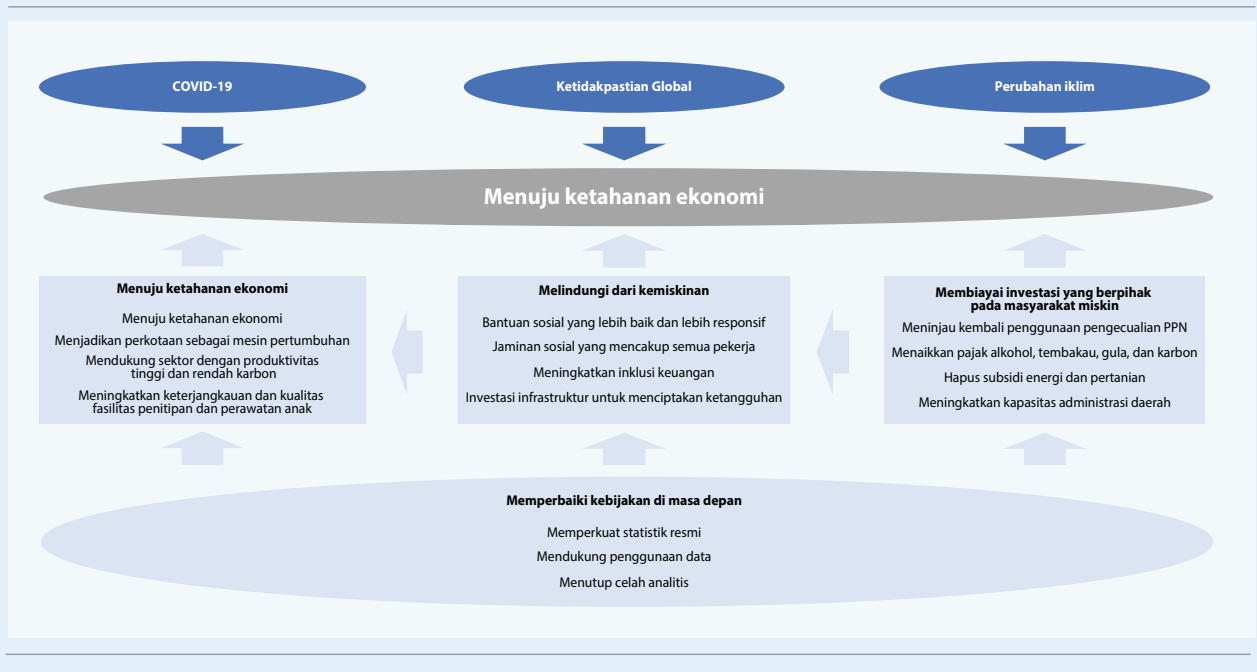 COVID-19
Ketidakpastian Global
Perubahan iklim
Menuju ketahanan ekonomi
Menuju ketahanan ekonomi
Menuju ketahanan ekonomi
Menjadikan perkotaan sebagai mesin pertumbuhan
Mendukung sektor dengan produktivitas
tinggi dan rendah karbon
Meningkatkan keterjangkauan dan kualitas
fasilitas penitipan dan perawatan anak
Melindungi dari kemiskinan
Bantuan sosial yang lebih baik dan lebih responsif
Jaminan sosial yang mencakup semua pekerja
Meningkatkan inklusi keuangan
Investasi infrastruktur untuk menciptakan ketangguhan
Membiayai investasi yang berpihak
pada masyarakat miskin
Meninjau kembali penggunaan pengecualian PPN
Menaikkan pajak alkohol, tembakau, gula, dan karbon
Hapus subsidi energi dan pertanian
Meningkatkan kapasitas administrasi daerah
Memperbaiki kebijakan di masa depan
Memperkuat statistik resmi
Mendukung penggunaan data
Menutup celah analitis